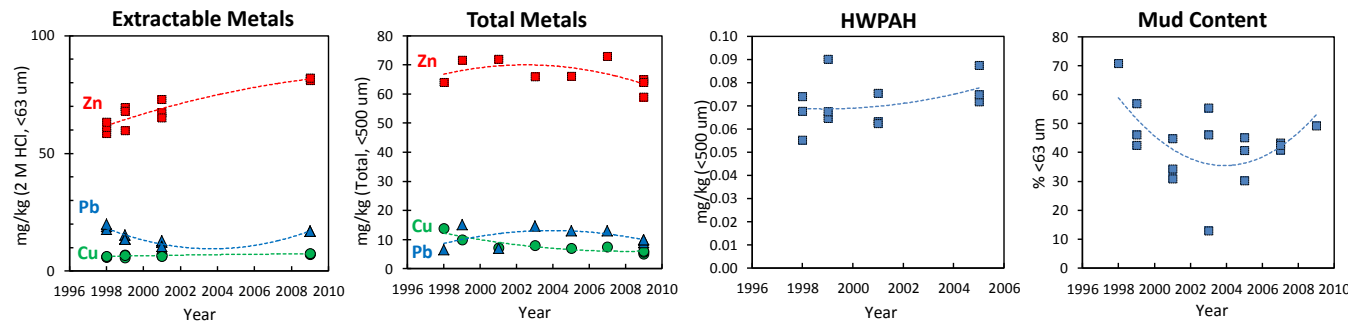 Extractable Metals
mg/kg (2 M HCl, <63 um)
100
50
0
Zn
Pb
Cu
1996 1998 2000 2002 2004 2006 2008 2010
Year
Total Metals
mg/kg (Total, <500 um)
80
70
60
50
40
30
20
10
0
Zn
Cu
Pb
1996 1998 2000 2002 2004 2006 2008 2010
Year
HWPAH
mg/kg (<500 um)
0.10
0.09
0.08
0.07
0.06
0.05
0.04
0.03
0.02
0.01
0.00
1996 1998 2000 2002 2004 2006
Year
Mud Content
% <63 um
80
70
60
50
40
30
20
10
0
1996 1998 2000 2002 2004 2006 2008 2010
Year